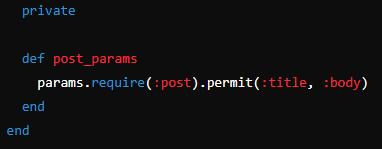 private
def post_params
params.require(:post).permit(:title, :body)
end
end